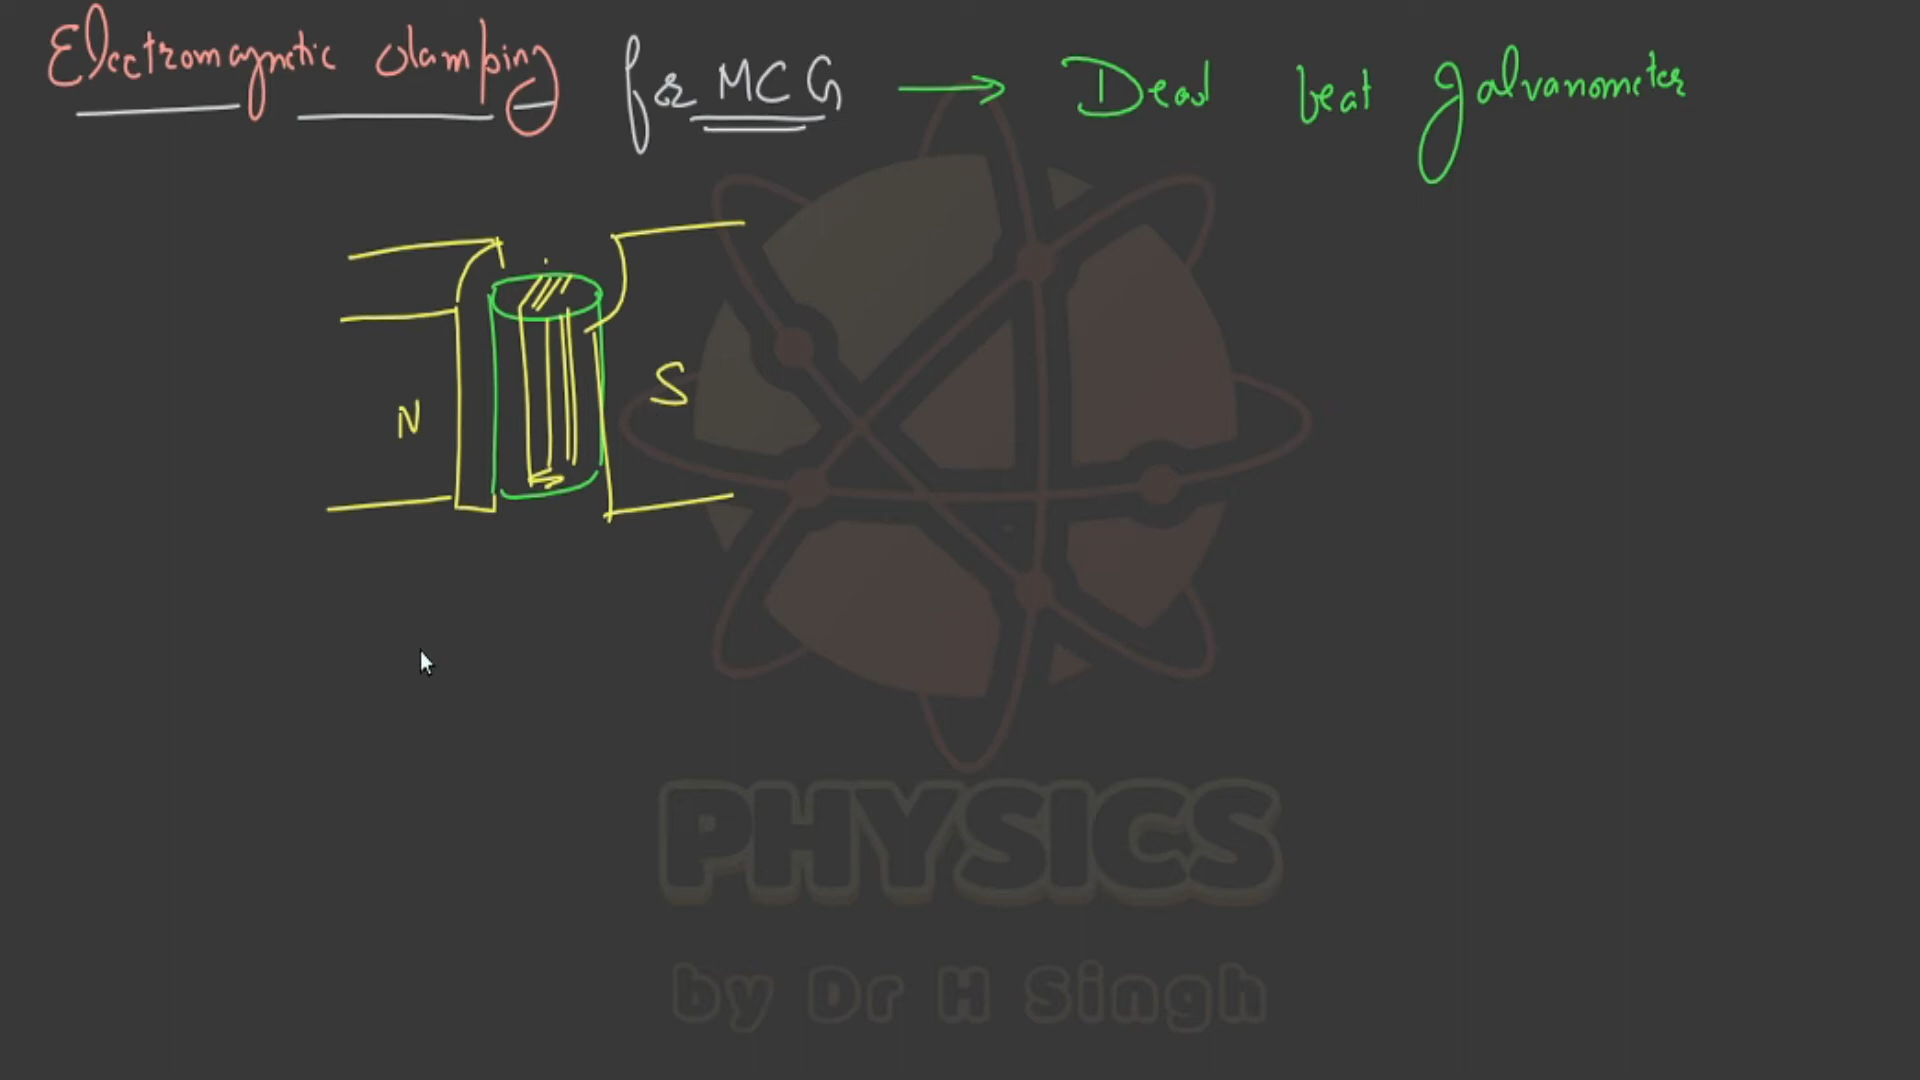 Electromagnetic damping for MCG → Dead beat Galvanometer
N
S
PHYSICS
by Dr H Singh